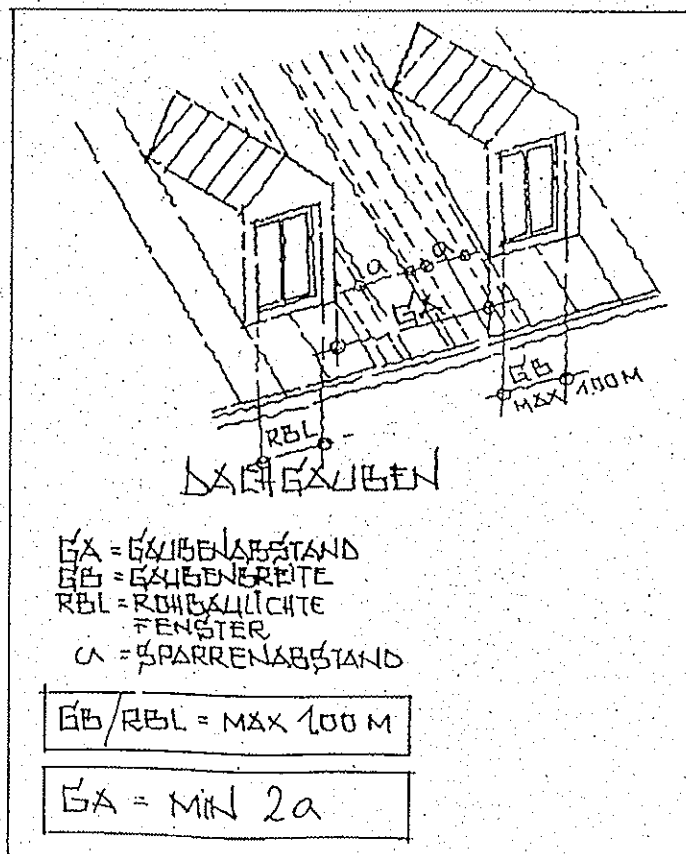 a
a
GA
GB
MAX 1.00 M
RBL
DACHGAUBEN
GA = GAUBENABSTAND
GB = GAUBENBREITE
RBL = ROHBAULICHTE
FENSTER
a = SPARRENABSTAND
GB/RBL = MAX 1.00 M
GA = MIN 2a